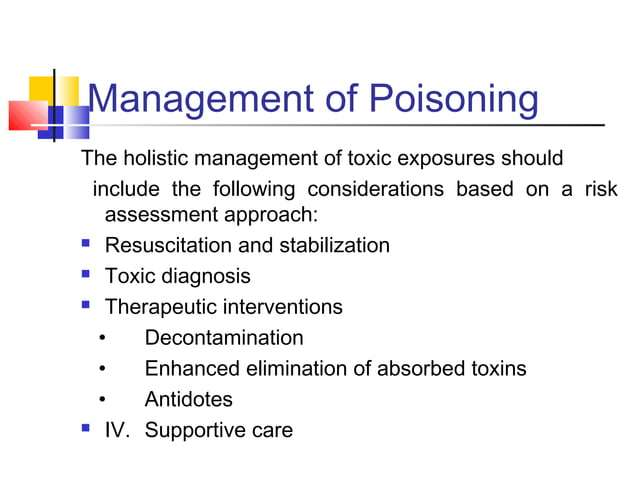 Management of Poisoning
The holistic management of toxic exposures should
include the following considerations based on a risk
assessment approach:
Resuscitation and stabilization
Toxic diagnosis
Therapeutic interventions
• Decontamination
• Enhanced elimination of absorbed toxins
• Antidotes
IV. Supportive care